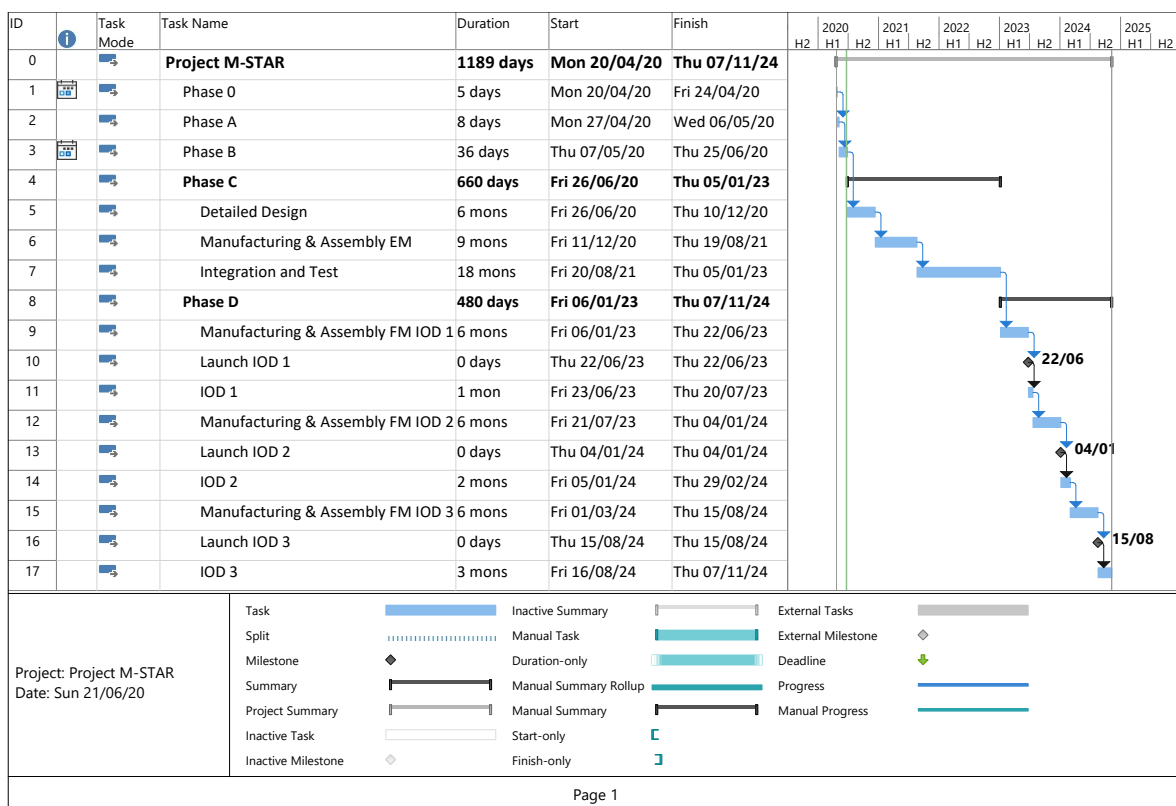 ID Task Mode Task Name Duration Start Finish
2020 2021 2022 2023 2024 2025
H2 H1 H2 H1 H2 H1 H2 H1 H2 H1 H2 H1 H2
0 Project M-STAR 1189 days Mon 20/04/20 Thu 07/11/24
1 Phase 0 5 days Mon 20/04/20 Fri 24/04/20
2 Phase A 8 days Mon 27/04/20 Wed 06/05/20
3 Phase B 36 days Thu 07/05/20 Thu 25/06/20
4 Phase C 660 days Fri 26/06/20 Thu 05/01/23
5 Detailed Design 6 mons Fri 26/06/20 Thu 10/12/20
6 Manufacturing & Assembly EM 9 mons Fri 11/12/20 Thu 19/08/21
7 Integration and Test 18 mons Fri 20/08/21 Thu 05/01/23
8 Phase D 480 days Fri 06/01/23 Thu 07/11/24
9 Manufacturing & Assembly FM IOD 1 6 mons Fri 06/01/23 Thu 22/06/23
10 Launch IOD 1 0 days Thu 22/06/23 Thu 22/06/23 22/06
11 IOD 1 1 mon Fri 23/06/23 Thu 20/07/23
12 Manufacturing & Assembly FM IOD 2 6 mons Fri 21/07/23 Thu 04/01/24
13 Launch IOD 2 0 days Thu 04/01/24 Thu 04/01/24 04/01
14 IOD 2 2 mons Fri 05/01/24 Thu 29/02/24
15 Manufacturing & Assembly FM IOD 3 6 mons Fri 01/03/24 Thu 15/08/24
16 Launch IOD 3 0 days Thu 15/08/24 Thu 15/08/24 15/08
17 IOD 3 3 mons Fri 16/08/24 Thu 07/11/24
Project: Project M-STAR
Date: Sun 21/06/20
Task Inactive Summary External Tasks
Split Manual Task External Milestone
Milestone Duration-only Deadline
Summary Manual Summary Rollup Progress
Project Summary Manual Summary Manual Progress
Inactive Task Start-only
Inactive Milestone Finish-only
Page 1